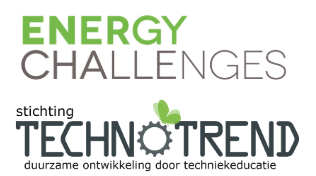 ENERGY
CHALLENGES
stichting
TECHNOTREND
duurzame ontwikkeling door techniekeducatie